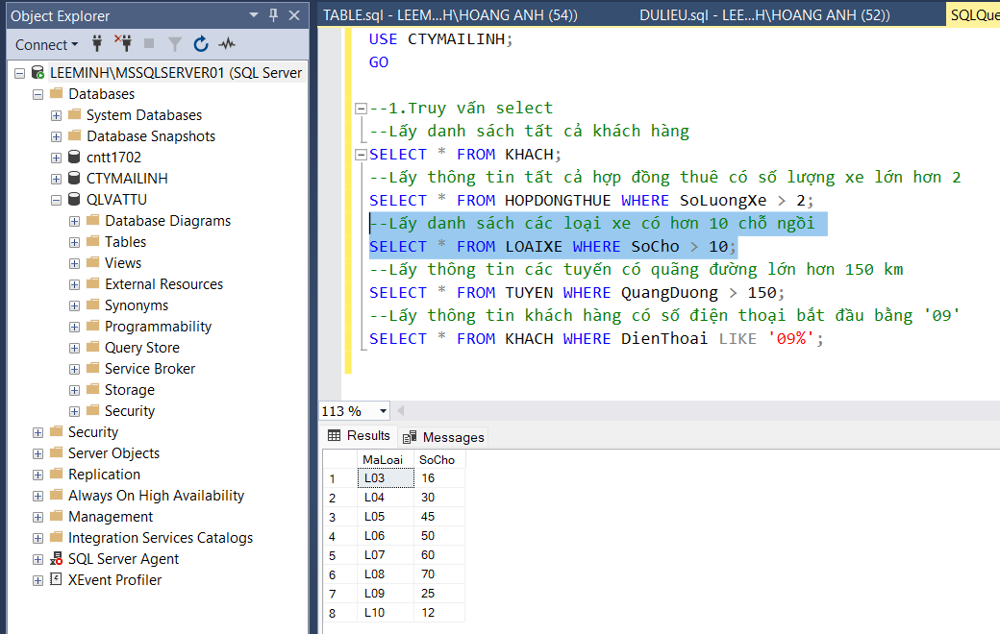 Object Explorer
Connect
LEEMINH\MSSQLSERVER01 (SQL Server
Databases
System Databases
Database Snapshots
cntt1702
CTYMAILINH
QLVATTU
Database Diagrams
Tables
Views
External Resources
Synonyms
Programmability
Query Store
Service Broker
Storage
Security
Security
Server Objects
Replication
Always On High Availability
Management
Integration Services Catalogs
SQL Server Agent
XEvent Profiler
TABLE.sql - LEEM...H\HOANG ANH (54))
DULIEU.sql - LEE...H\HOANG ANH (52))
SQLQue
USE CTYMAILINH;
GO
--1.Truy vấn select
--Lấy danh sách tất cả khách hàng
SELECT * FROM KHACH;
--Lấy thông tin tất cả hợp đồng thuê có số lượng xe lớn hơn 2
SELECT * FROM HOPDONGTHUE WHERE SoLuongXe > 2;
--Lấy danh sách các loại xe có hơn 10 chỗ ngồi
SELECT * FROM LOAIXE WHERE SoCho > 10;
--Lấy thông tin các tuyến có quãng đường lớn hơn 150 km
SELECT * FROM TUYEN WHERE QuangDuong > 150;
--Lấy thông tin khách hàng có số điện thoại bắt đầu bằng '09'
SELECT * FROM KHACH WHERE DienThoai LIKE '09%';
113 %
Results Messages
MaLoai SoCho
1 L03 16
2 L04 30
3 L05 45
4 L06 50
5 L07 60
6 L08 70
7 L09 25
8 L10 12